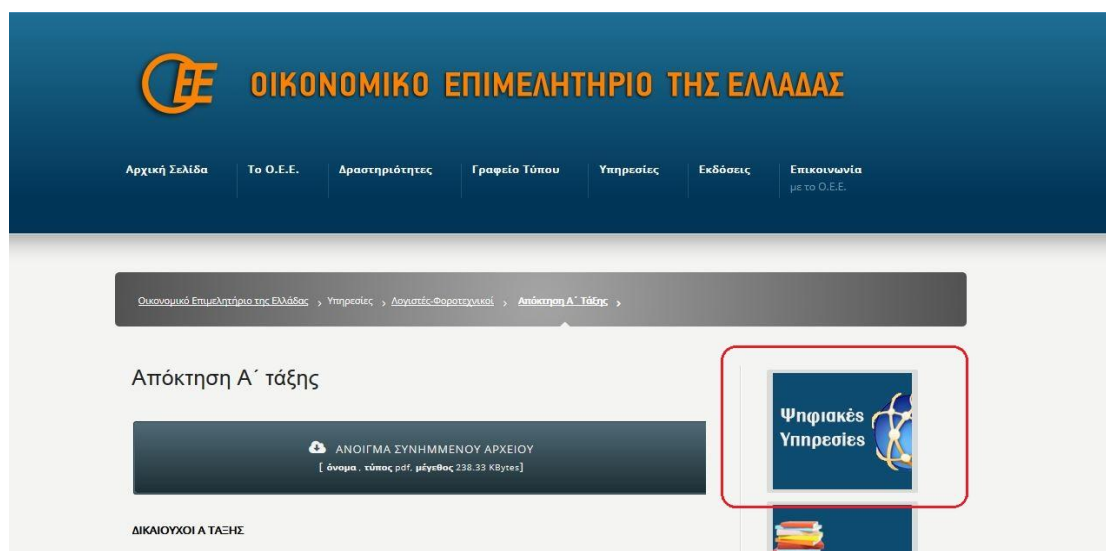 ΟΕΕ ΟΙΚΟΝΟΜΙΚΟ ΕΠΙΜΕΛΗΤΗΡΙΟ ΤΗΣ ΕΛΛΑΔΑΣ
Αρχική Σελίδα Το Ο.Ε.Ε. Δραστηριότητες Γραφείο Τύπου Υπηρεσίες Εκδόσεις Επικοινωνία
με το Ο.Ε.Ε.
Οικονομικό Επιμελητήριο της Ελλάδας › Υπηρεσίες › Λογιστές-Φοροτεχνικοί › Απόκτηση Α΄ Τάξης ›
Απόκτηση Α΄ τάξης
ΑΝΟΙΓΜΑ ΣΥΝΗΜΜΕΝΟΥ ΑΡΧΕΙΟΥ
[ όνομα . τύπος pdf, μέγεθος 238.33 KBytes]
Ψηφιακές
Υπηρεσίες
ΔΙΚΑΙΟΥΧΟΙ Α ΤΑΞΗΣ